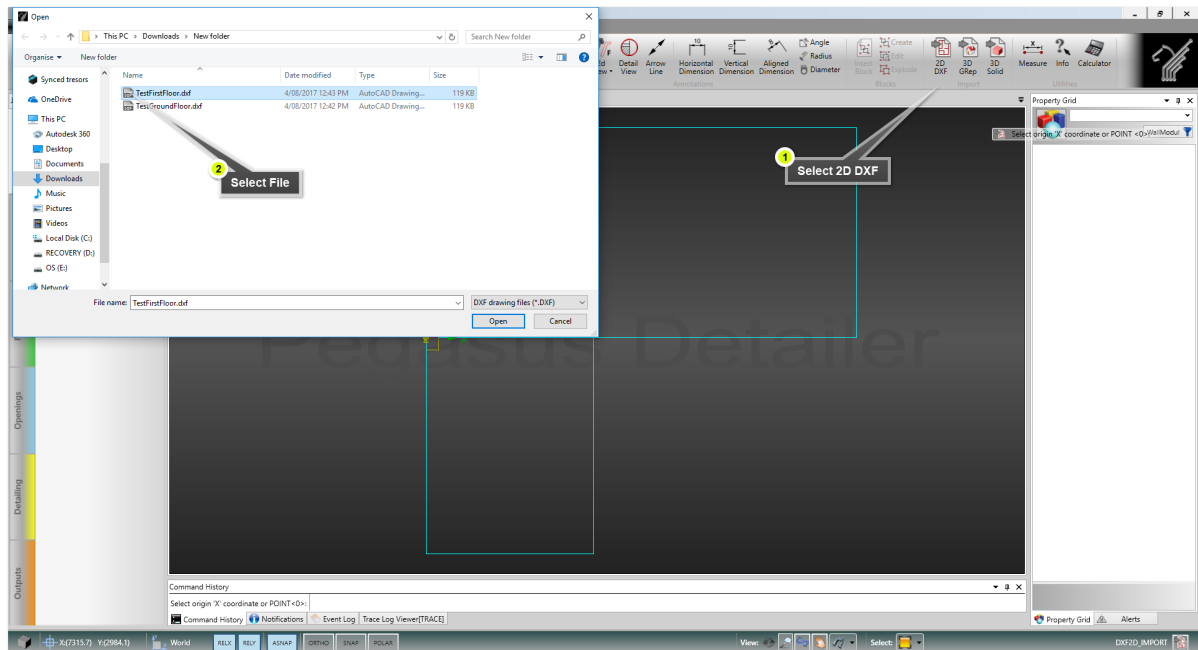 Open
This PC > Downloads > New folder
Search New folder
Organise
New folder
Synced tresors
OneDrive
This PC
Autodesk 360
Desktop
Documents
Downloads
Music
Pictures
Videos
Local Disk (C:)
RECOVERY (D:)
OS (E:)
Network
Name Date modified Type Size
TestFirstFloor.dxf 4/08/2017 12:43 PM AutoCAD Drawing... 119 KB
TestGroundFloor.dxf 4/08/2017 12:42 PM AutoCAD Drawing... 119 KB
2
Select File
File name: TestFirstFloor.dxf
DXF drawing files (*.DXF)
Open Cancel
Detail View
Arrow Line
10
Horizontal Dimension
Vertical Dimension
Aligned Dimension
Angle
Radius
Diameter
Annotations
Insert Block
Create
Edit
Explode
Blocks
2D DXF
3D GRep
3D Solid
Import
Measure
Info
Calculator
Utilities
1
Select 2D DXF
Property Grid
Select origin 'X' coordinate or POINT <0>
WallModul
Pegasus Detailer
Openings
Detailing
Outputs
Command History
Select origin 'X' coordinate or POINT<0>:
Command History Notifications Event Log Trace Log Viewer[TRACE]
Property Grid Alerts
X:(7315.7) Y:(2984.1) World RELX RELY ASNAP ORTHO SNAP POLAR View: Select: DXF2D_IMPORT